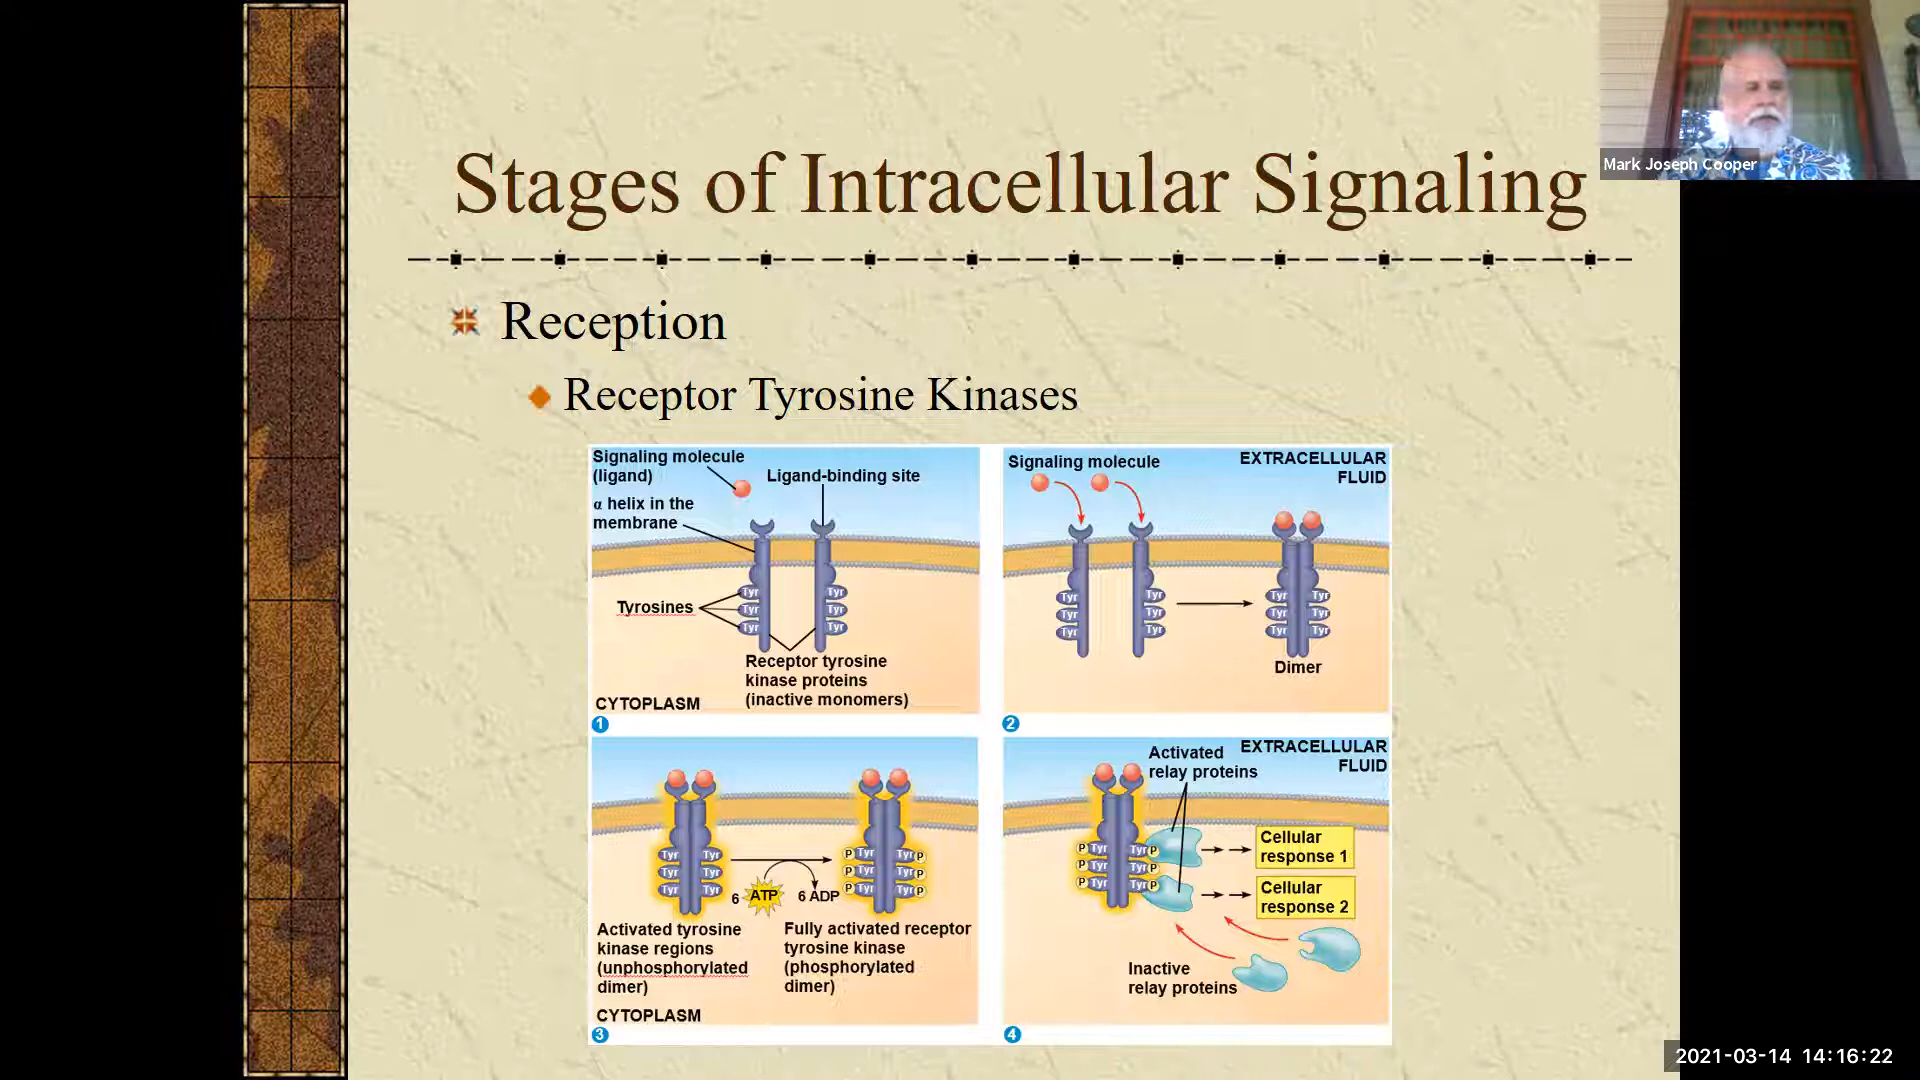 Mark Joseph Cooper
Stages of Intracellular Signaling
Reception
Receptor Tyrosine Kinases
Signaling molecule
(ligand)
Ligand-binding site
α helix in the
membrane
Tyrosines
Tyr
Tyr
Tyr
Tyr
Tyr
Tyr
Receptor tyrosine
kinase proteins
(inactive monomers)
CYTOPLASM
1
Signaling molecule
EXTRACELLULAR
FLUID
Tyr
Tyr
Tyr
Tyr
Tyr
Tyr
Tyr
Tyr
Tyr
Tyr
Tyr
Tyr
Dimer
2
Tyr
Tyr
Tyr
Tyr
Tyr
Tyr
6 ATP
6 ADP
P Tyr
Tyr P
P Tyr
Tyr P
P Tyr
Tyr P
Activated tyrosine
kinase regions
(unphosphorylated
dimer)
Fully activated receptor
tyrosine kinase
(phosphorylated
dimer)
CYTOPLASM
3
Activated
relay proteins
EXTRACELLULAR
FLUID
P Tyr
Tyr P
P Tyr
Tyr P
P Tyr
Tyr P
Cellular
response 1
Cellular
response 2
Inactive
relay proteins
4
2021-03-14 14:16:22